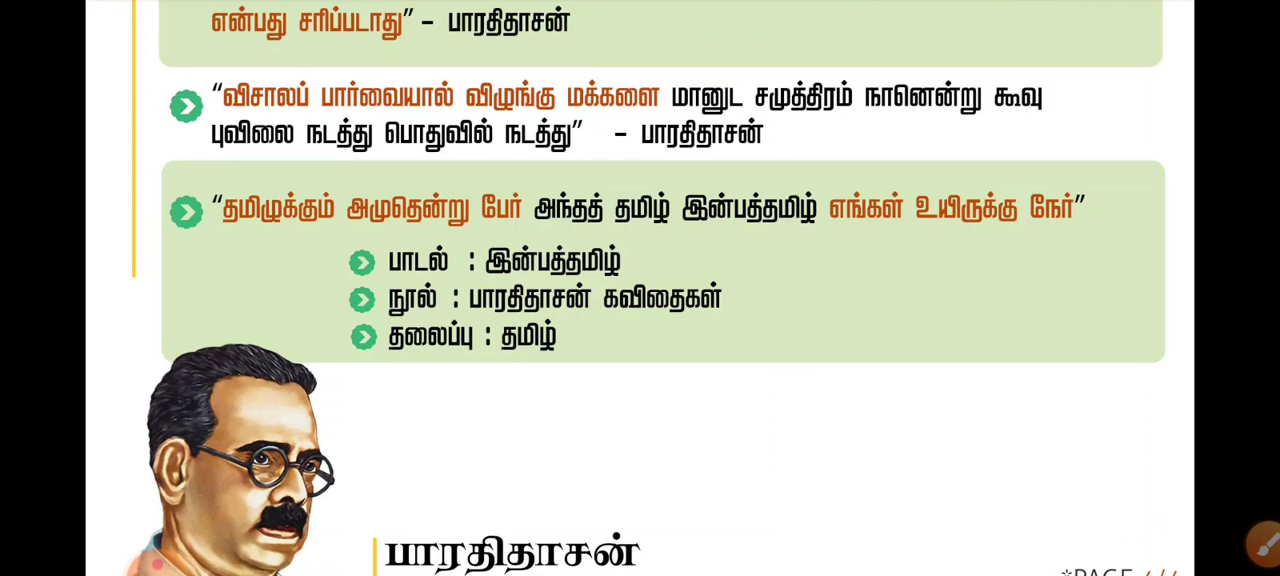 என்பது சரிப்படாது” – பாரதிதாசன்
“விசாலப் பார்வையால் விழுங்கு மக்களை மானுட சமுத்திரம் நானென்று கூவு
புவிலை நடத்து பொதுவில் நடத்து” – பாரதிதாசன்
“தமிழுக்கும் அமுதென்று பேர் அந்தத் தமிழ் இன்பத்தமிழ் எங்கள் உயிருக்கு நேர்”
பாடல் : இன்பத்தமிழ்
நூல் : பாரதிதாசன் கவிதைகள்
தலைப்பு : தமிழ்
பாரதிதாசன்